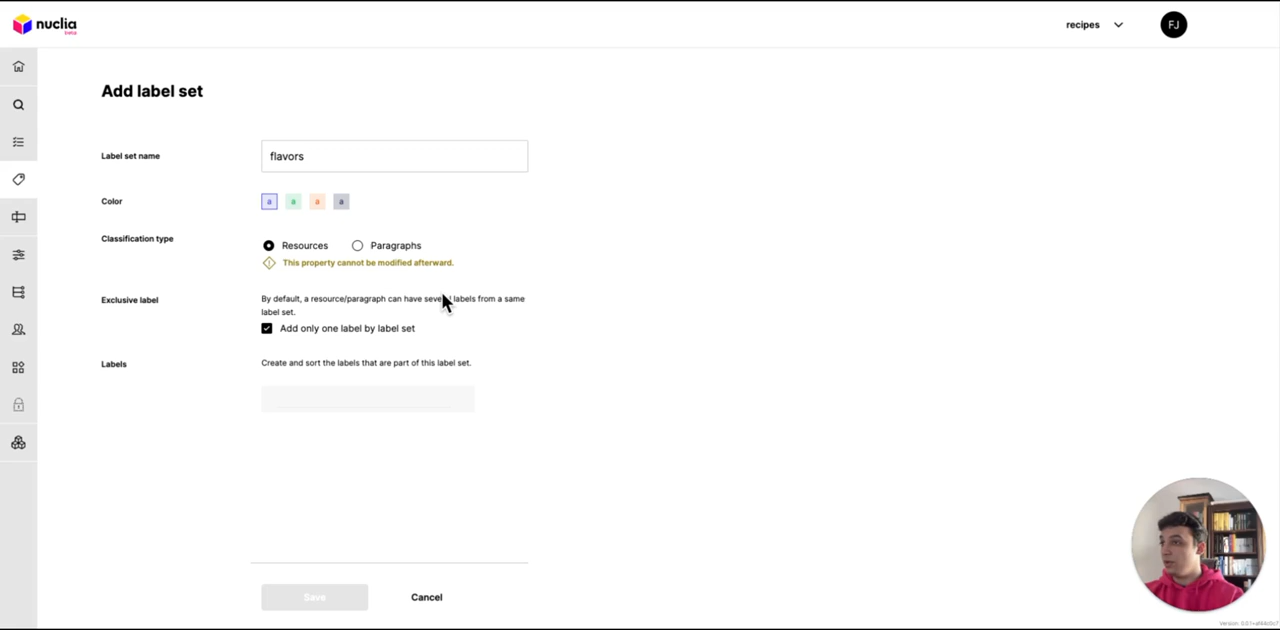 nuclia
beta
recipes
FJ
Add label set
Label set name
flavors
Color
a a a a
Classification type
Resources
Paragraphs
This property cannot be modified afterward.
Exclusive label
By default, a resource/paragraph can have labels from a same
label set.
Add only one label by label set
Labels
Create and sort the labels that are part of this label set.
Save
Cancel